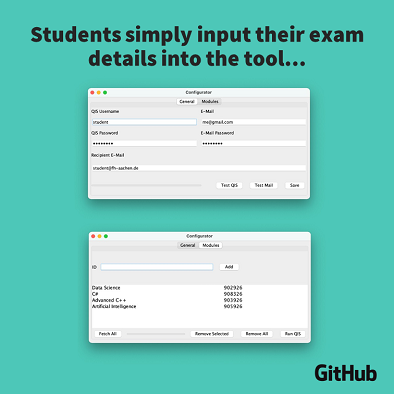 Students simply input their exam
details into the tool...
Configurator
General Modules
QIS Username E-Mail
student me@gmail.com
QIS Password E-Mail Password
•••••••• ••••••••
Recipient E-Mail
student@fh-aachen.de
Test QIS Test Mail Save
Configurator
General Modules
ID Add
Data Science 902926
C# 908326
Advanced C++ 903926
Artificial Intelligence 905926
Fetch All Remove Selected Remove All Run QIS
GitHub